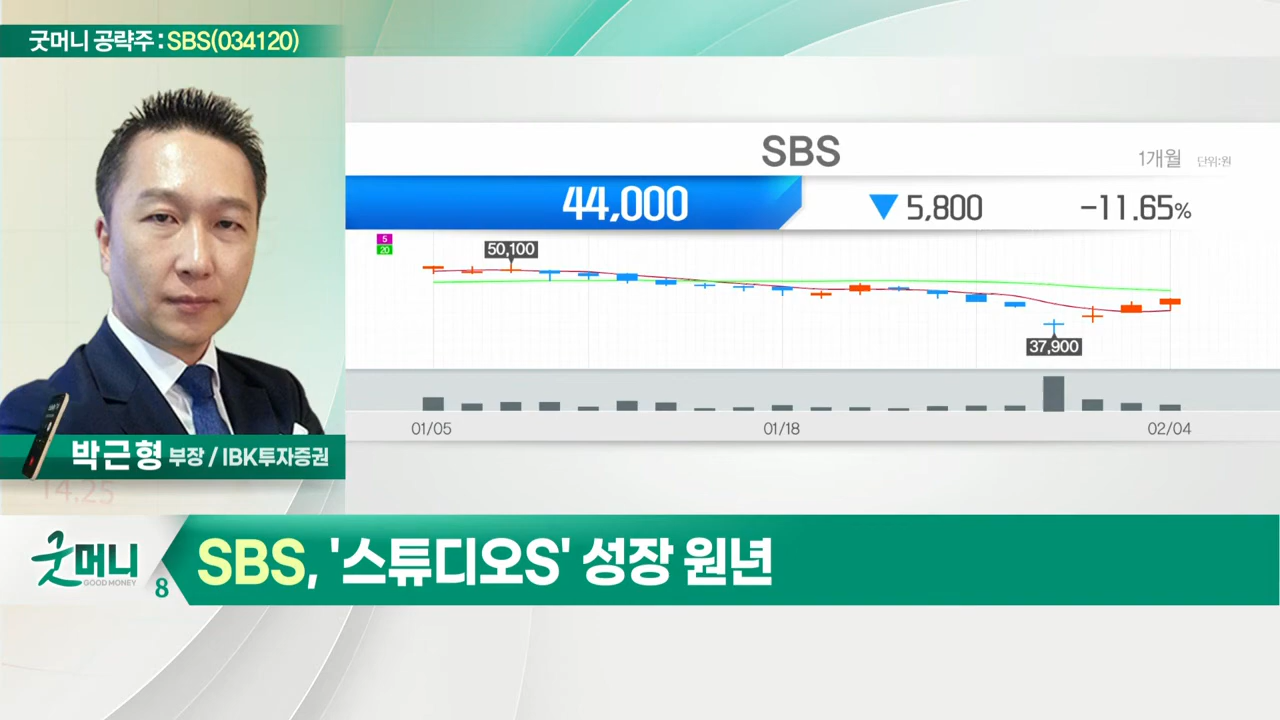 굿머니 공략주 : SBS(034120)
SBS
1개월 단위:원
44,000 ▼ 5,800 -11.65%
5
20
50,100
37,900
01/05 01/18 02/04
박근형 부장 / IBK투자증권
14.25
굿머니
GOOD MONEY
8
SBS, '스튜디오S' 성장 원년